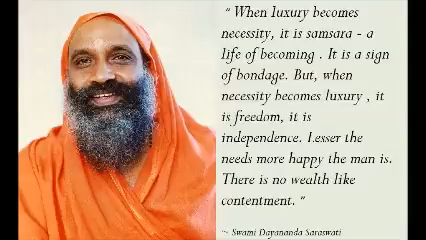 " When luxury becomes
necessity, it is samsara - a
life of becoming . It is a sign
of bondage. But, when
necessity becomes luxury , it
is freedom, it is
independence. Lesser the
needs more happy the man is.
There is no wealth like
contentment. "
~ Swami Dayananda Saraswati